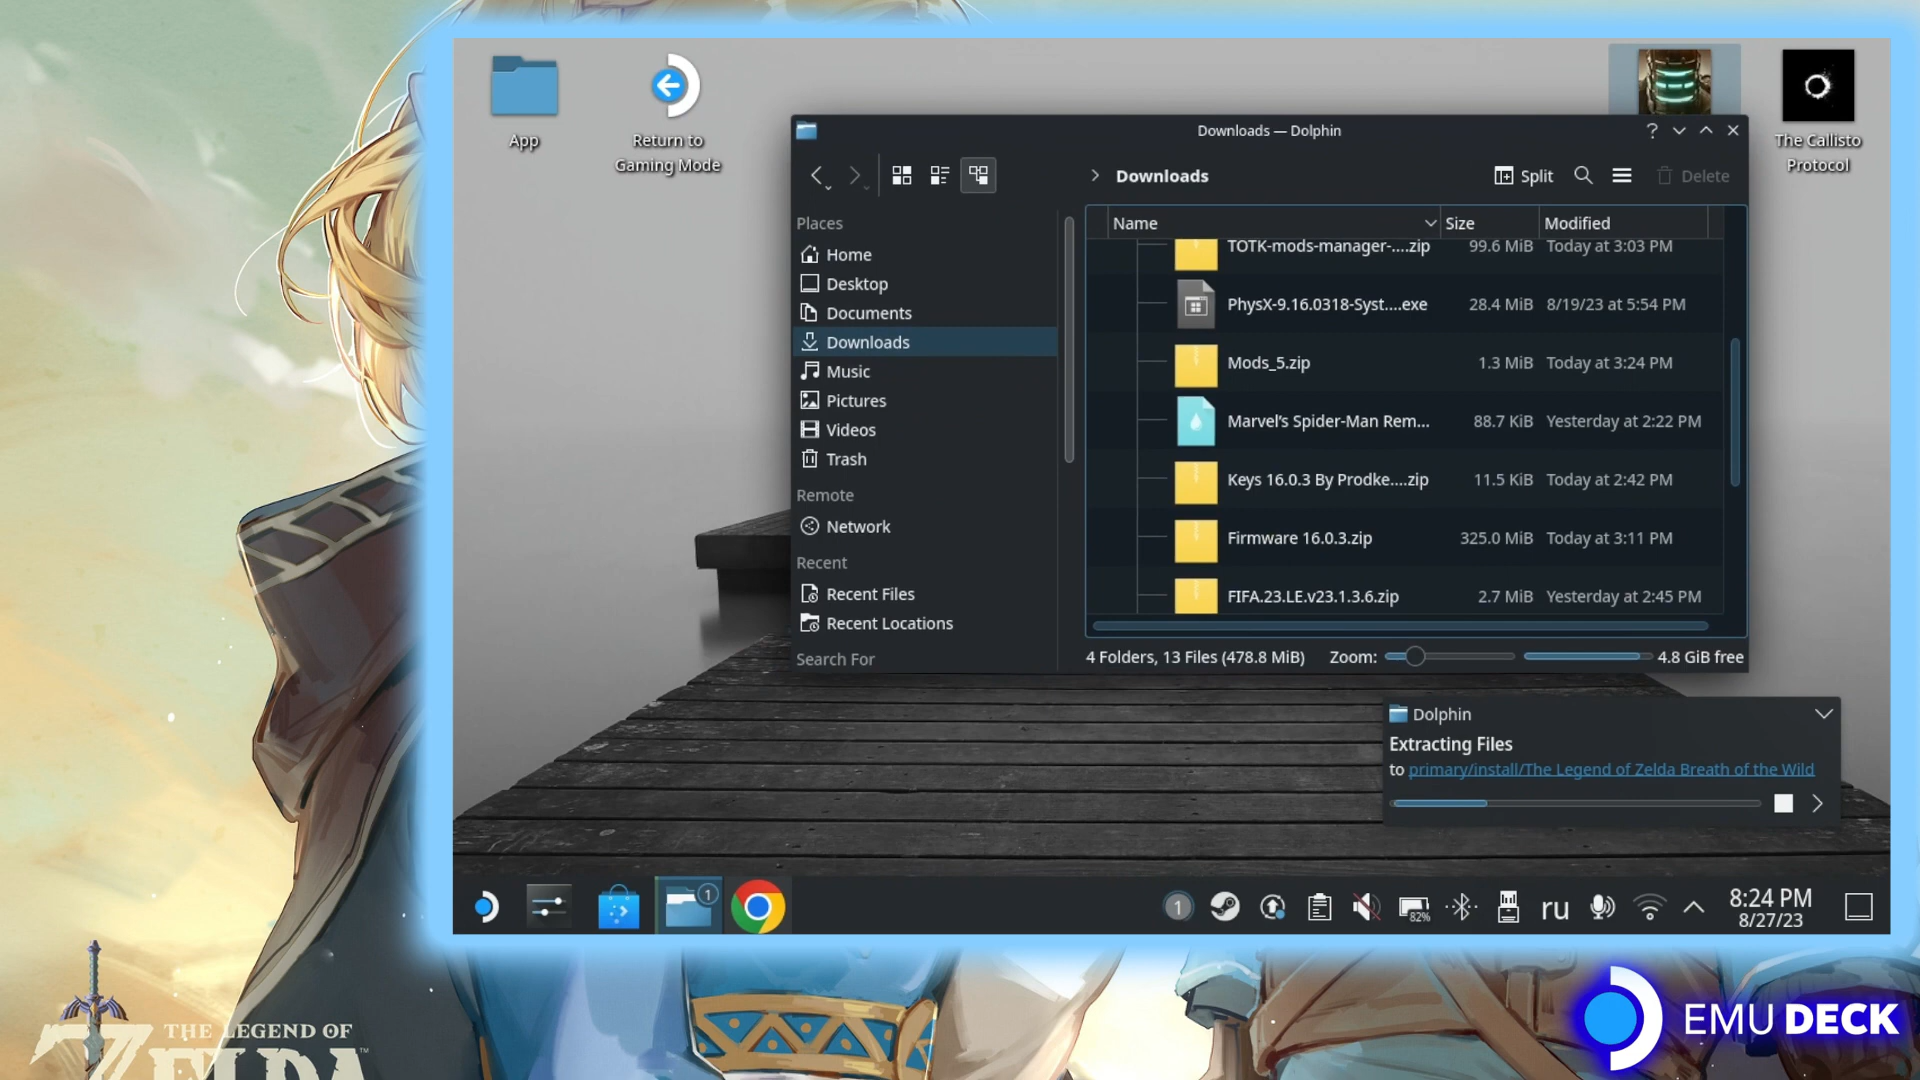 App
Return to
Gaming Mode
The Callisto
Protocol
Downloads — Dolphin
?
Downloads
Split
Delete
Places
Home
Desktop
Documents
Downloads
Music
Pictures
Videos
Trash
Remote
Network
Recent
Recent Files
Recent Locations
Search For
Name Size Modified
TOTK-mods-manager-....zip 99.6 MiB Today at 3:03 PM
PhysX-9.16.0318-Syst....exe 28.4 MiB 8/19/23 at 5:54 PM
Mods_5.zip 1.3 MiB Today at 3:24 PM
Marvel's Spider-Man Rem... 88.7 KiB Yesterday at 2:22 PM
Keys 16.0.3 By Prodke....zip 11.5 KiB Today at 2:42 PM
Firmware 16.0.3.zip 325.0 MiB Today at 3:11 PM
FIFA.23.LE.v23.1.3.6.zip 2.7 MiB Yesterday at 2:45 PM
4 Folders, 13 Files (478.8 MiB) Zoom: 4.8 GiB free
Dolphin
Extracting Files
to primary/install/The Legend of Zelda Breath of the Wild
1
1
82%
ru
8:24 PM
8/27/23
THE LEGEND OF
ZELDA™
EMUDECK